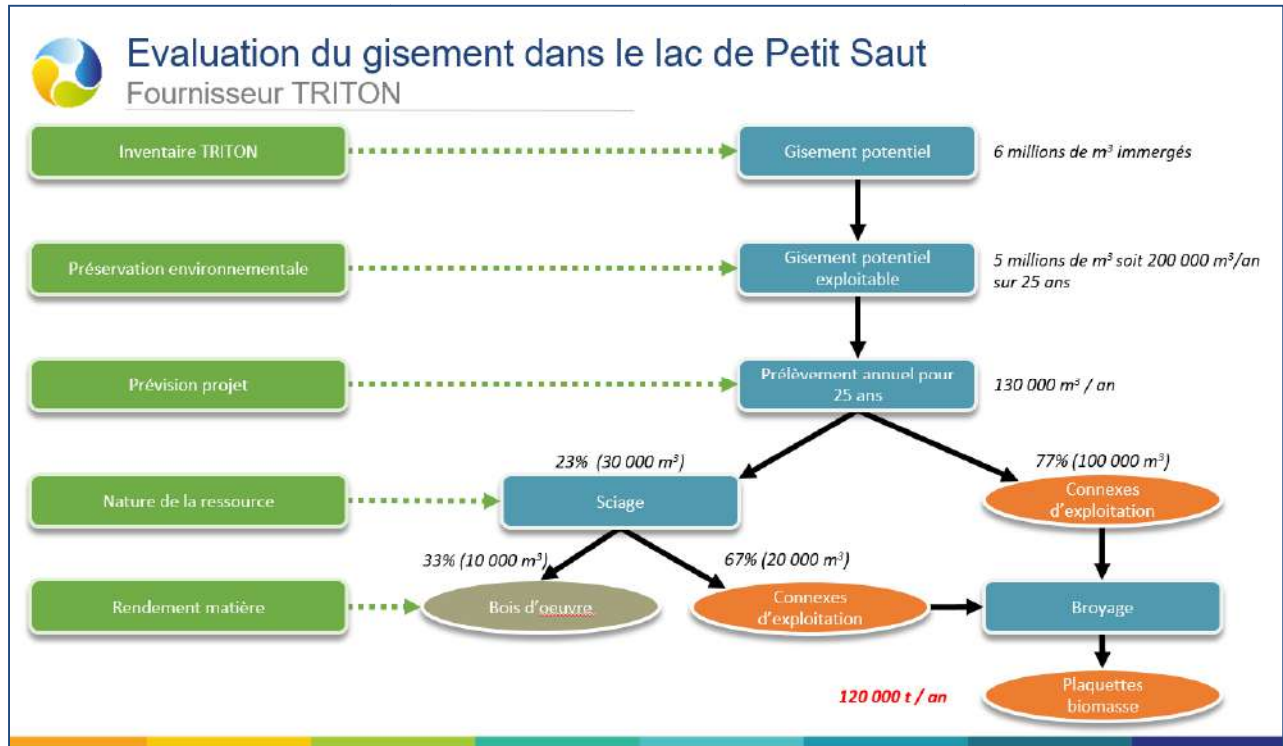 Evaluation du gisement dans le lac de Petit Saut
Fournisseur TRITON
Inventaire TRITON
Gisement potentiel
6 millions de m³ immergés
Préservation environnementale
Gisement potentiel
exploitable
5 millions de m³ soit 200 000 m³/an
sur 25 ans
Prévision projet
Prélèvement annuel pour
25 ans
130 000 m³ / an
23% (30 000 m³)
77% (100 000 m³)
Nature de la ressource
Sciage
Connexes
d'exploitation
33% (10 000 m³)
67% (20 000 m³)
Rendement matière
Bois d'oeuvre
Connexes
d'exploitation
Broyage
120 000 t / an
Plaquettes
biomasse